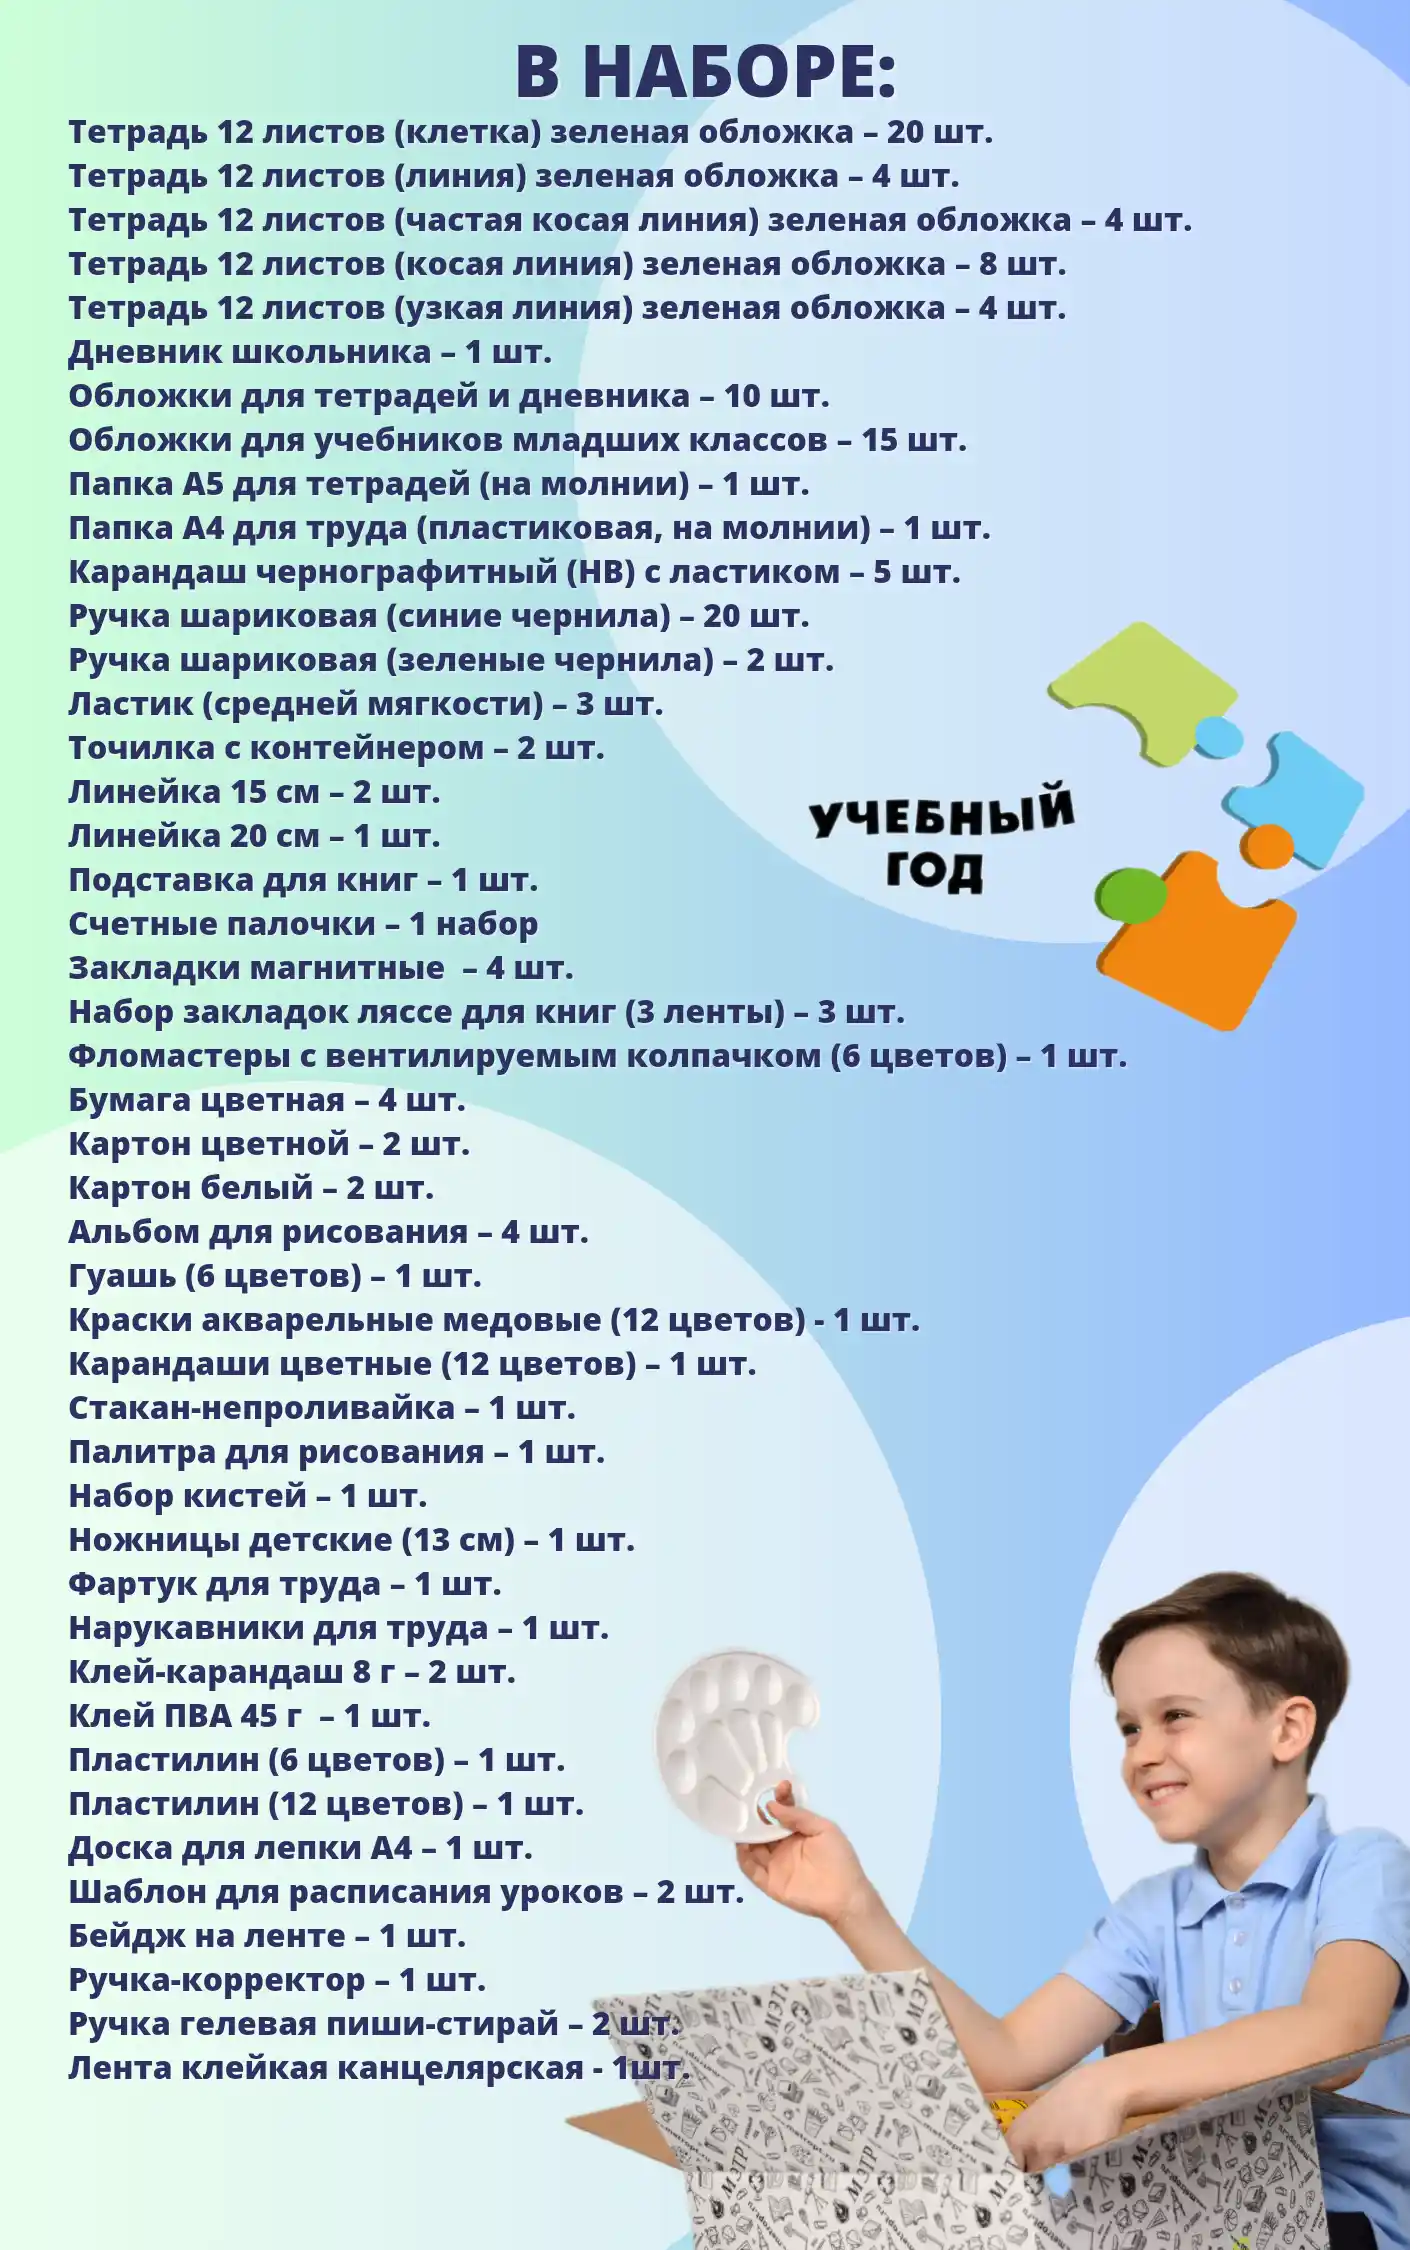 В НАБОРЕ:
Тетрадь 12 листов (клетка) зеленая обложка – 20 шт.
Тетрадь 12 листов (линия) зеленая обложка – 4 шт.
Тетрадь 12 листов (частая косая линия) зеленая обложка – 4 шт.
Тетрадь 12 листов (косая линия) зеленая обложка – 8 шт.
Тетрадь 12 листов (узкая линия) зеленая обложка – 4 шт.
Дневник школьника – 1 шт.
Обложки для тетрадей и дневника – 10 шт.
Обложки для учебников младших классов – 15 шт.
Папка А5 для тетрадей (на молнии) – 1 шт.
Папка А4 для труда (пластиковая, на молнии) – 1 шт.
Карандаш чернографитный (НВ) с ластиком – 5 шт.
Ручка шариковая (синие чернила) – 20 шт.
Ручка шариковая (зеленые чернила) – 2 шт.
Ластик (средней мягкости) – 3 шт.
Точилка с контейнером – 2 шт.
Линейка 15 см – 2 шт.
Линейка 20 см – 1 шт.
УЧЕБНЫЙ
ГОД
Подставка для книг – 1 шт.
Счетные палочки – 1 набор
Закладки магнитные  – 4 шт.
Набор закладок ляссе для книг (3 ленты) – 3 шт.
Фломастеры с вентилируемым колпачком (6 цветов) – 1 шт.
Бумага цветная – 4 шт.
Картон цветной – 2 шт.
Картон белый – 2 шт.
Альбом для рисования – 4 шт.
Гуашь (6 цветов) – 1 шт.
Краски акварельные медовые (12 цветов) - 1 шт.
Карандаши цветные (12 цветов) – 1 шт.
Стакан-непроливайка – 1 шт.
Палитра для рисования – 1 шт.
Набор кистей – 1 шт.
Ножницы детские (13 см) – 1 шт.
Фартук для труда – 1 шт.
Нарукавники для труда – 1 шт.
Клей-карандаш 8 г – 2 шт.
Клей ПВА 45 г  – 1 шт.
Пластилин (6 цветов) – 1 шт.
Пластилин (12 цветов) – 1 шт.
Доска для лепки А4 – 1 шт.
Шаблон для расписания уроков – 2 шт.
Бейдж на ленте – 1 шт.
Ручка-корректор – 1 шт.
Ручка гелевая пиши-стирай – 2 шт.
Лента клейкая канцелярская - 1шт.
МЭТР